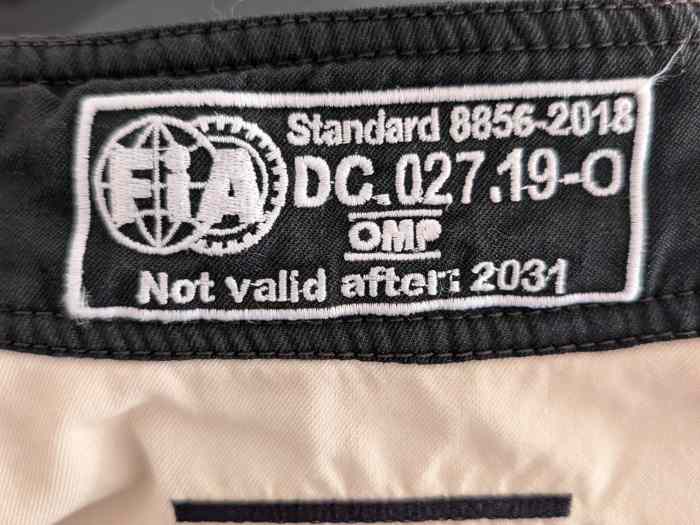 FIA
Standard 8856-2018
DC.027.19-O
OMP
Not valid after: 2031